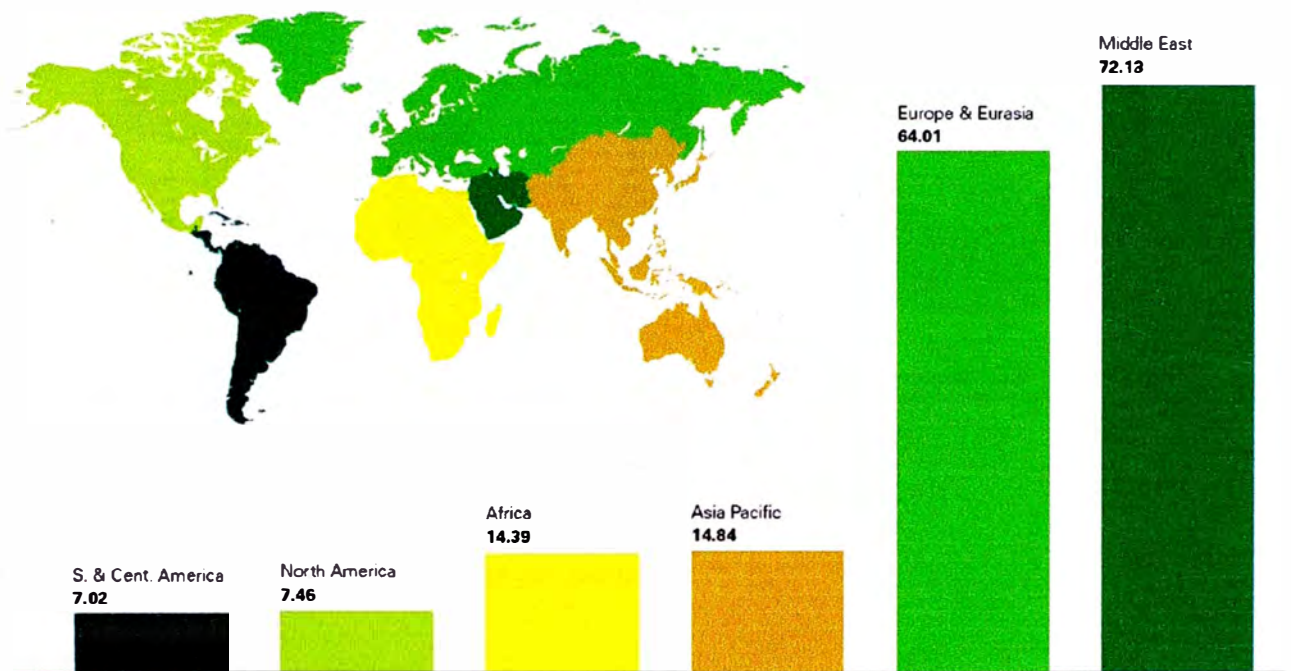 Middle East
72.13
Europe & Eurasia
64.01
Africa
14.39
Asia Pacific
14.84
S. & Cent. America
7.02
North America
7.46